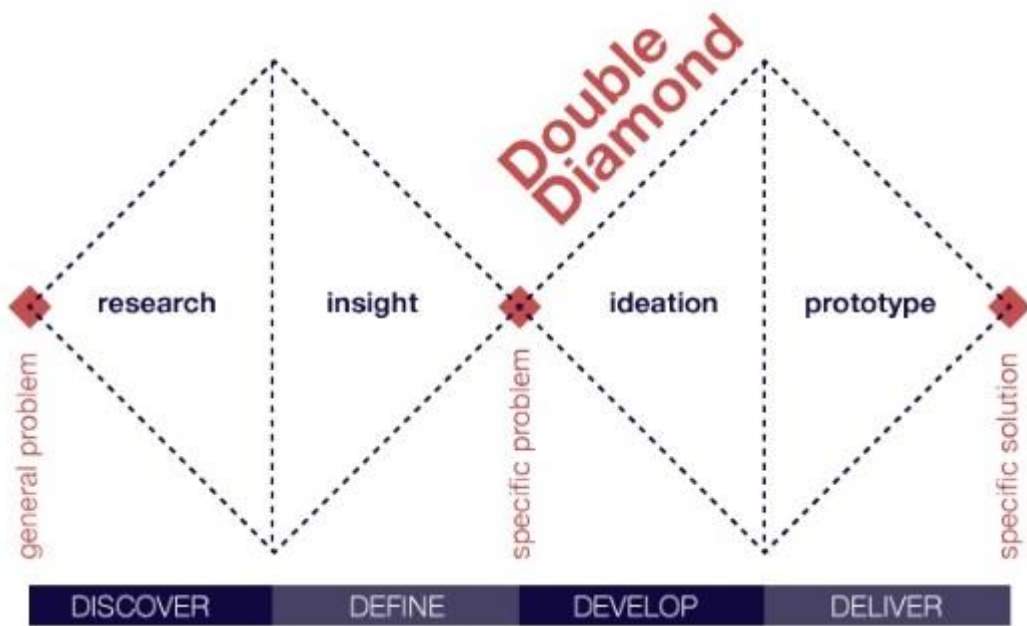 Double
Diamond
research
insight
ideation
prototype
general problem
specific problem
specific solution
DISCOVER
DEFINE
DEVELOP
DELIVER